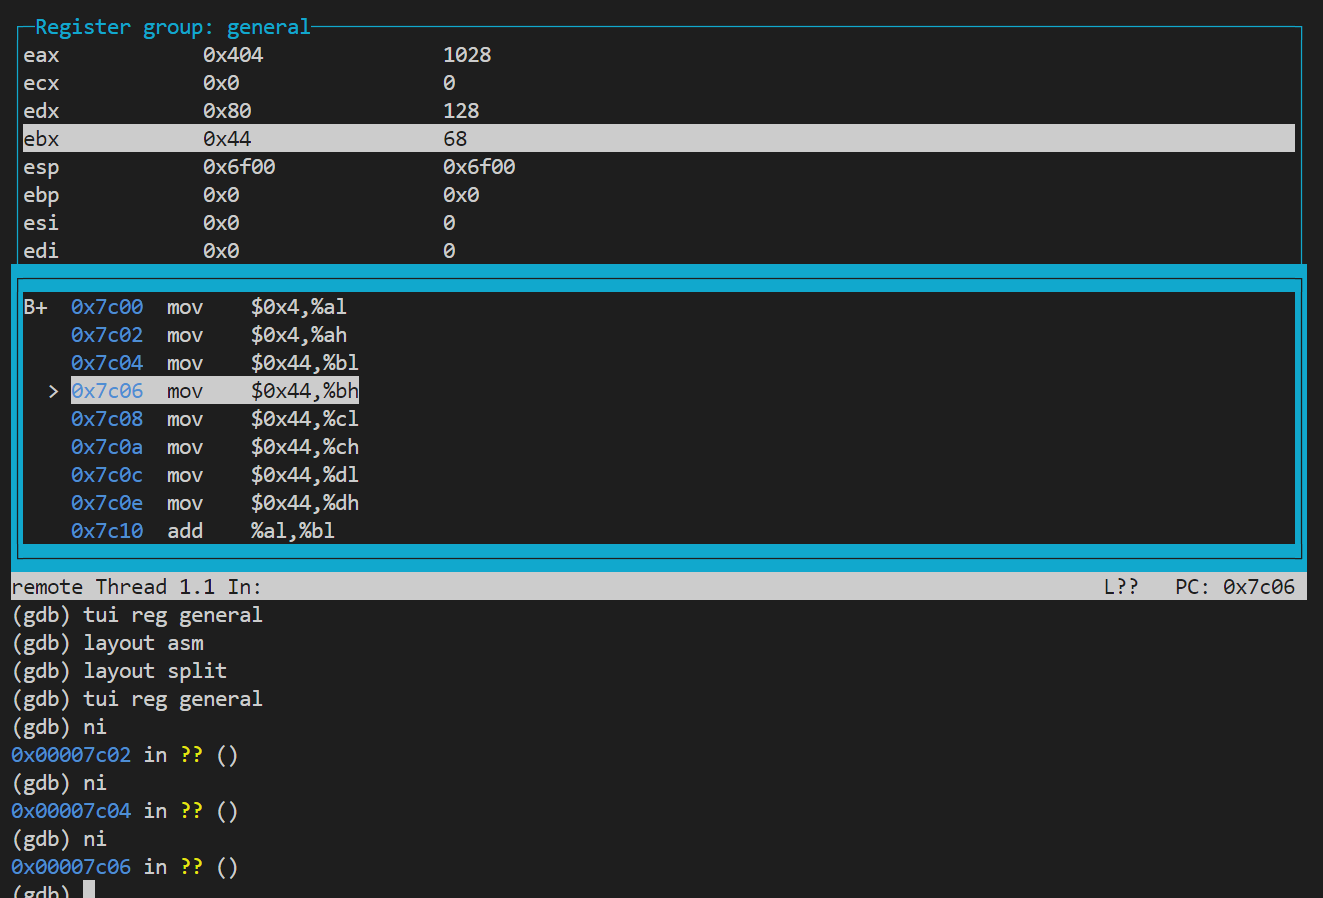 Register group: general
eax 0x404 1028
ecx 0x0 0
edx 0x80 128
ebx 0x44 68
esp 0x6f00 0x6f00
ebp 0x0 0x0
esi 0x0 0
edi 0x0 0
B+ 0x7c00 mov $0x4,%al
0x7c02 mov $0x4,%ah
0x7c04 mov $0x44,%bl
> 0x7c06 mov $0x44,%bh
0x7c08 mov $0x44,%cl
0x7c0a mov $0x44,%ch
0x7c0c mov $0x44,%dl
0x7c0e mov $0x44,%dh
0x7c10 add %al,%bl
remote Thread 1.1 In: L?? PC: 0x7c06
(gdb) tui reg general
(gdb) layout asm
(gdb) layout split
(gdb) tui reg general
(gdb) ni
0x00007c02 in ?? ()
(gdb) ni
0x00007c04 in ?? ()
(gdb) ni
0x00007c06 in ?? ()
(gdb)